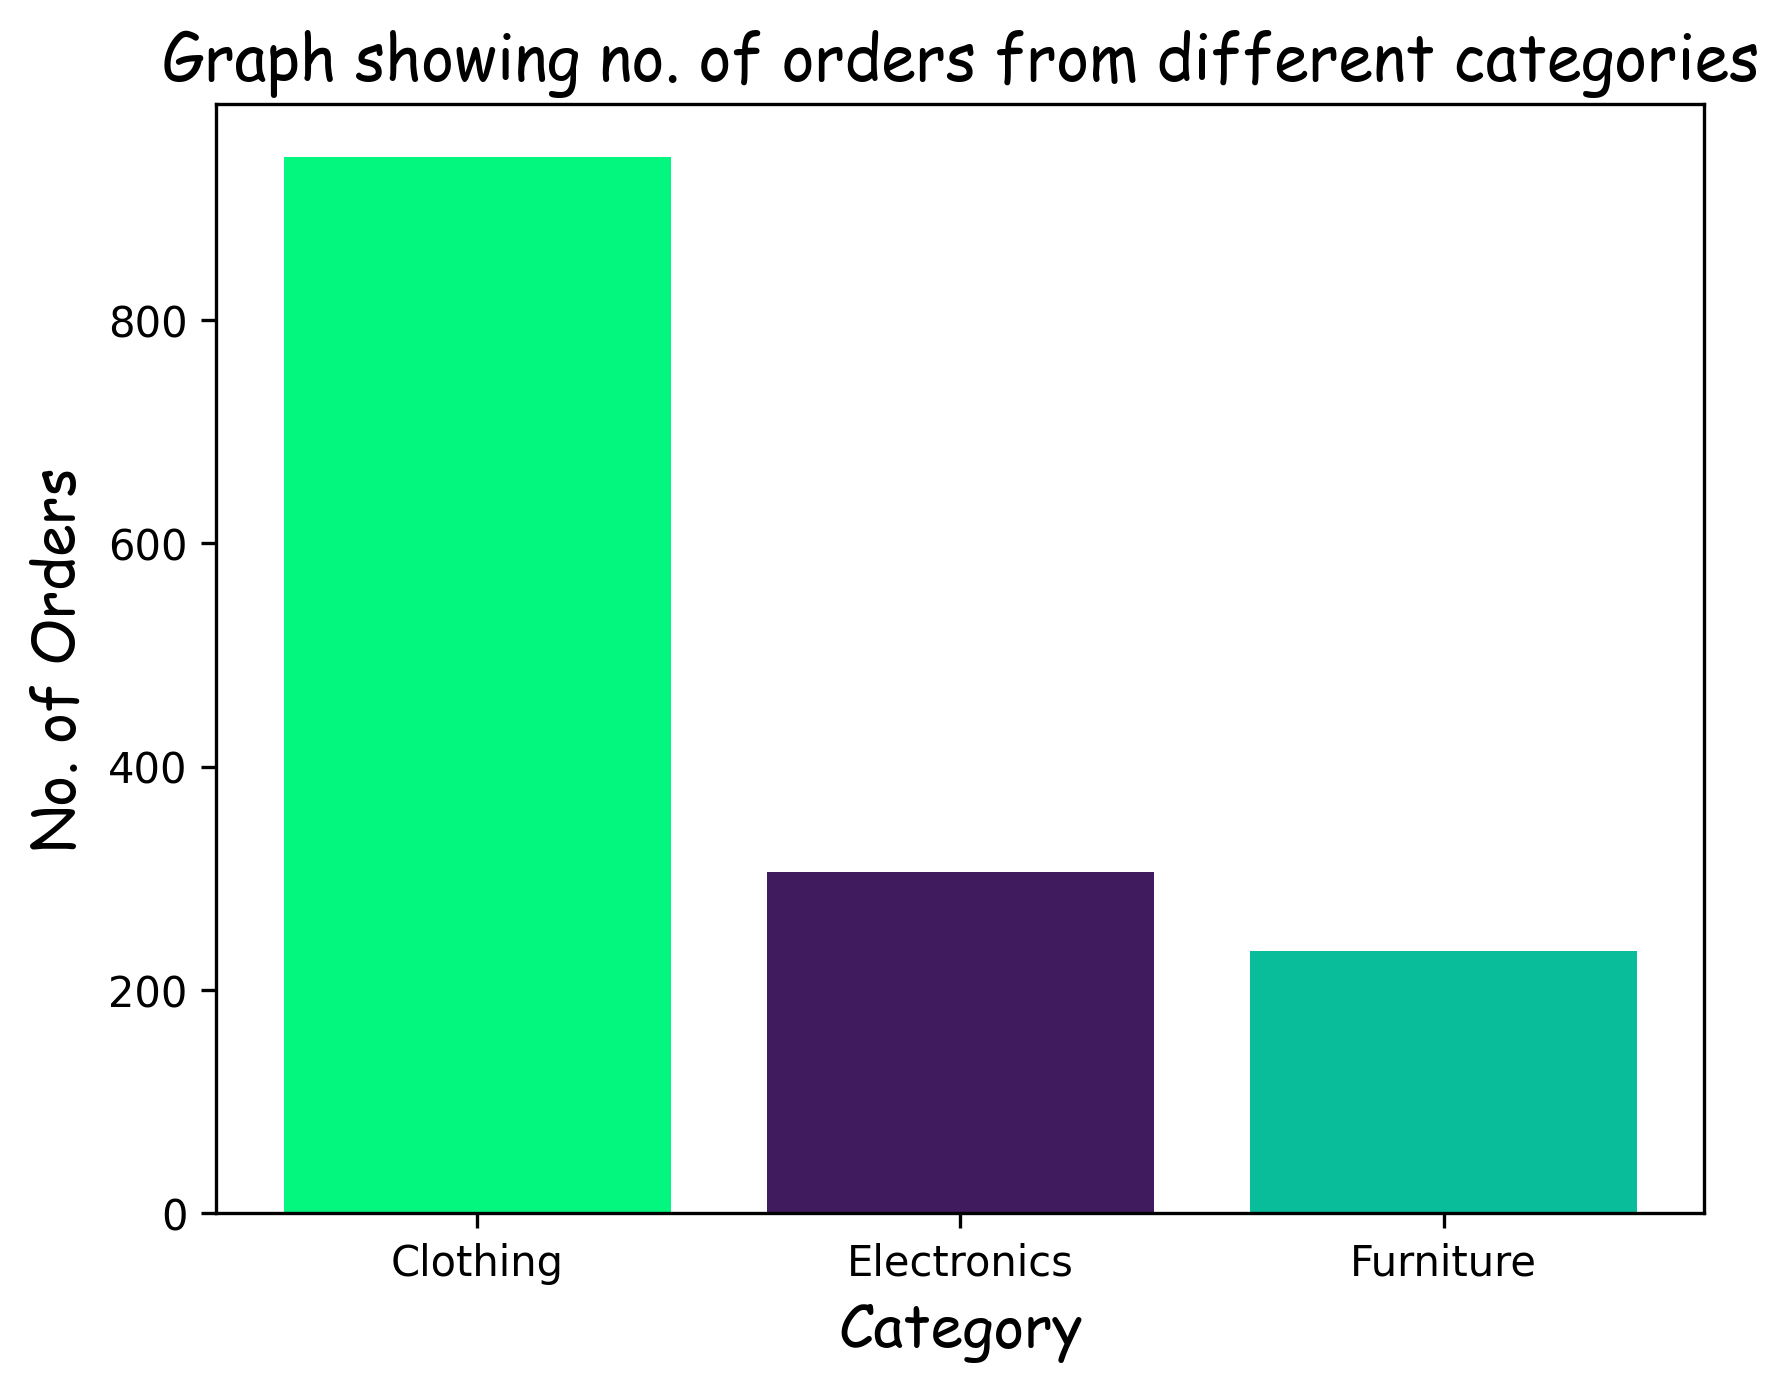 Graph showing no. of orders from different categories
No. of Orders
800
600
400
200
0
Clothing Electronics Furniture
Category